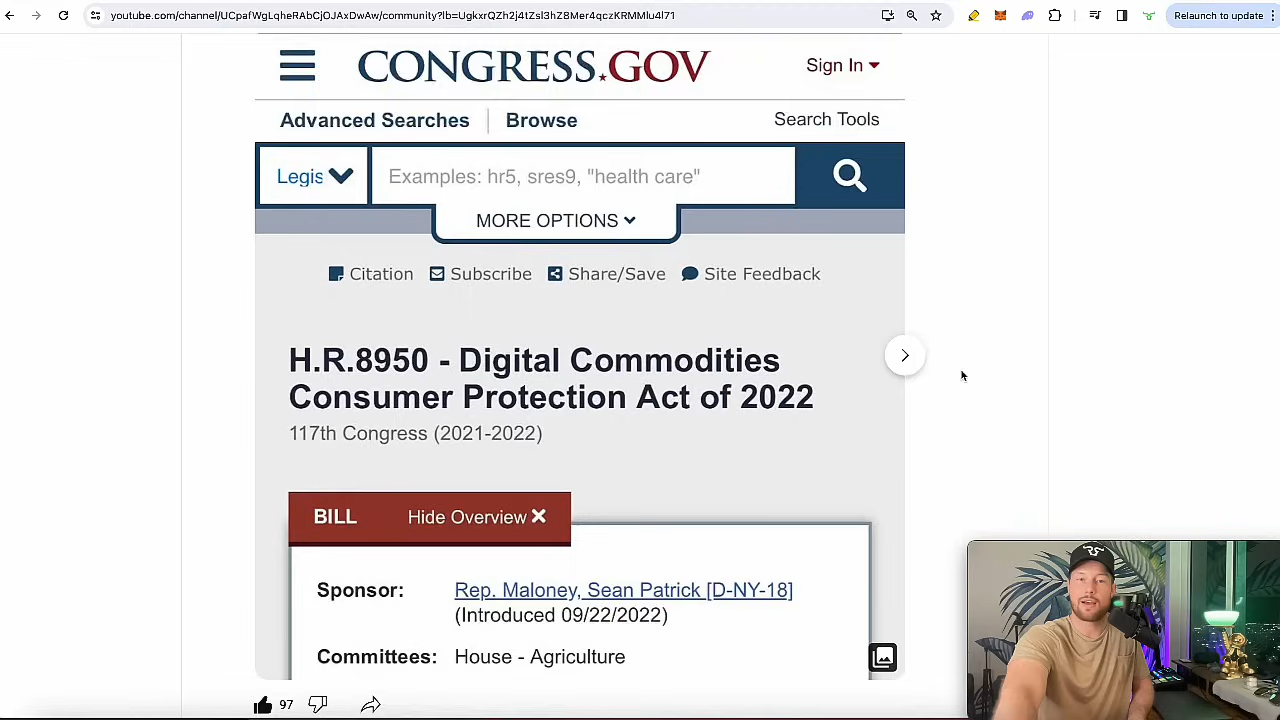 youtube.com/channel/UCpafWgLqheRAbCjOJAxDwAw/community?lb=UgkxrQZh2j4tZsl3hZ8Mer4qczKRMMlu4l71
Relaunch to update
CONGRESS.GOV
Sign In
Advanced Searches
Browse
Search Tools
Legis
Examples: hr5, sres9, "health care"
MORE OPTIONS
Citation
Subscribe
Share/Save
Site Feedback
H.R.8950 - Digital Commodities
Consumer Protection Act of 2022
117th Congress (2021-2022)
BILL
Hide Overview
Sponsor:
Rep. Maloney, Sean Patrick [D-NY-18]
(Introduced 09/22/2022)
Committees:
House - Agriculture
97